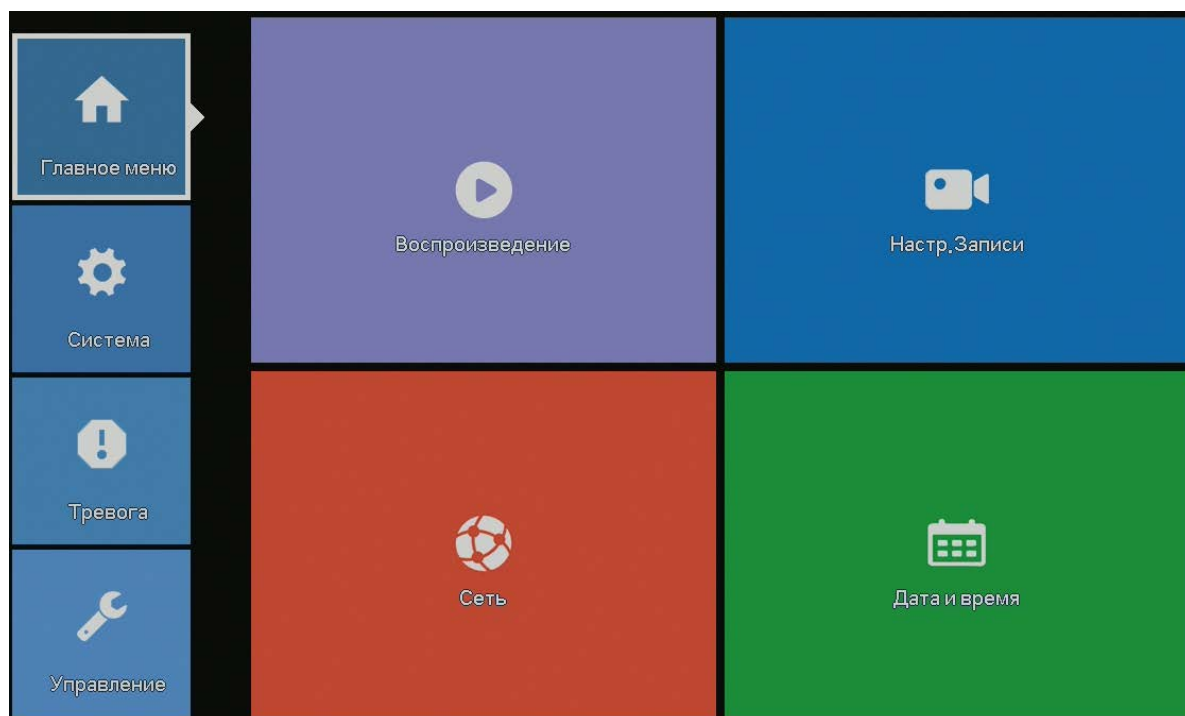 Главное меню
Система
Тревога
Управление
Воспроизведение
Настр.Записи
Сеть
Дата и время